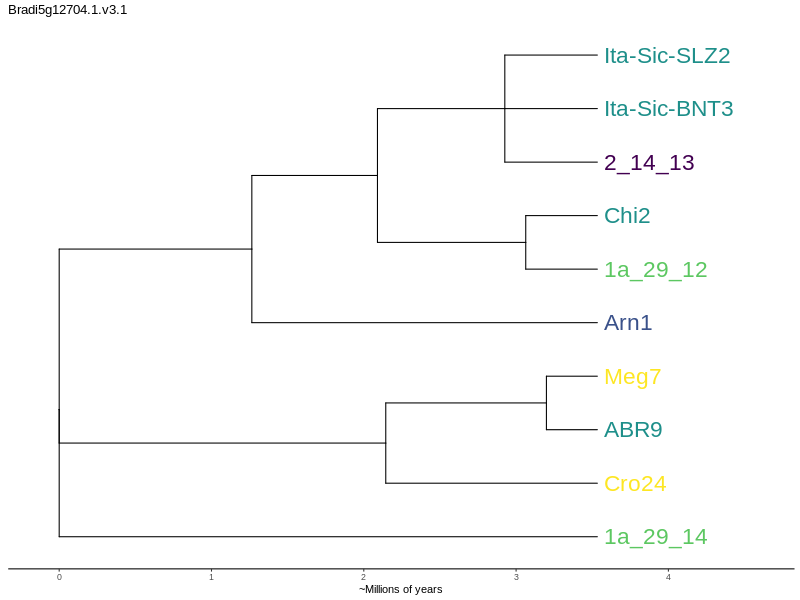 Bradi5g12704.1.v3.1
Ita-Sic-SLZ2
Ita-Sic-BNT3
2_14_13
Chi2
1a_29_12
Arn1
Meg7
ABR9
Cro24
1a_29_14
0 1 2 3 4
~Millions of years